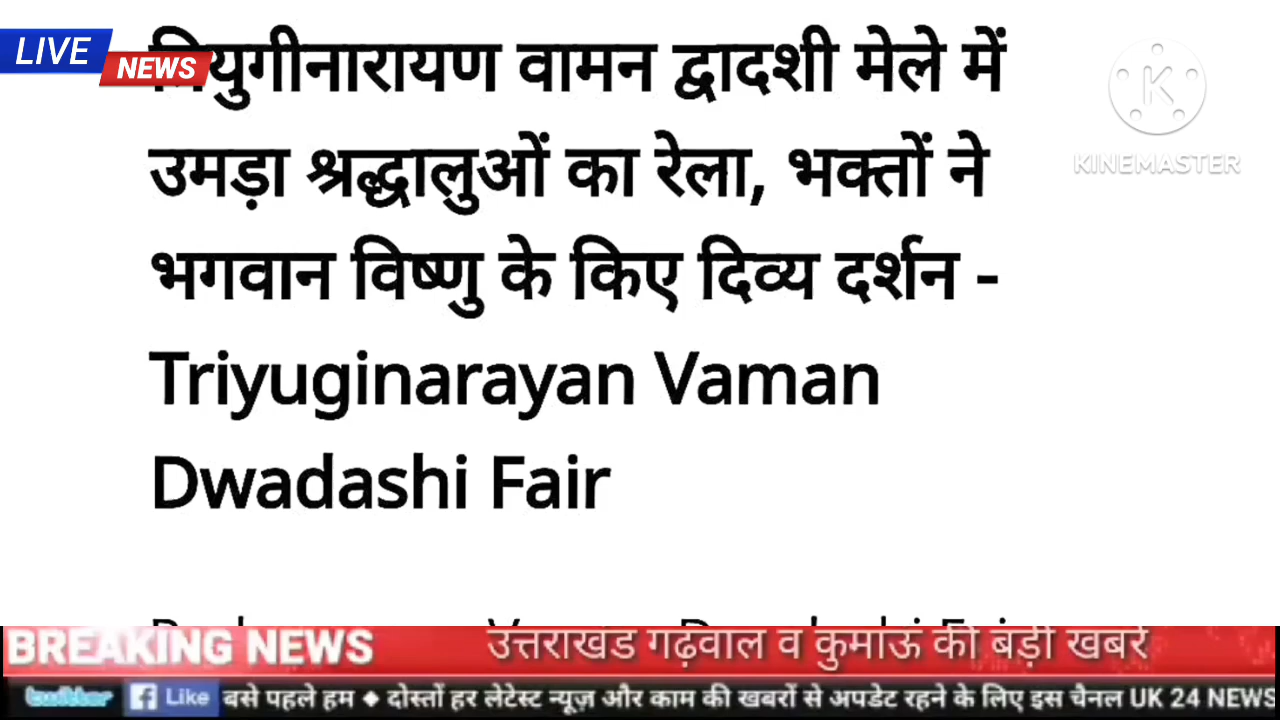 LIVE
NEWS
त्रियुगीनारायण वामन द्वादशी मेले में
उमड़ा श्रद्धालुओं का रेला, भक्तों ने
भगवान विष्णु के किए दिव्य दर्शन -
Triyuginarayan Vaman
Dwadashi Fair
KINEMASTER
BREAKING NEWS
उत्तराखंड गढ़वाल व कुमाऊं की बड़ी खबरें
twitter Like बसे पहले हम ◆ दोस्तों हर लेटेस्ट न्यूज़ और काम की खबरों से अपडेट रहने के लिए इस चैनल UK 24 NEWS